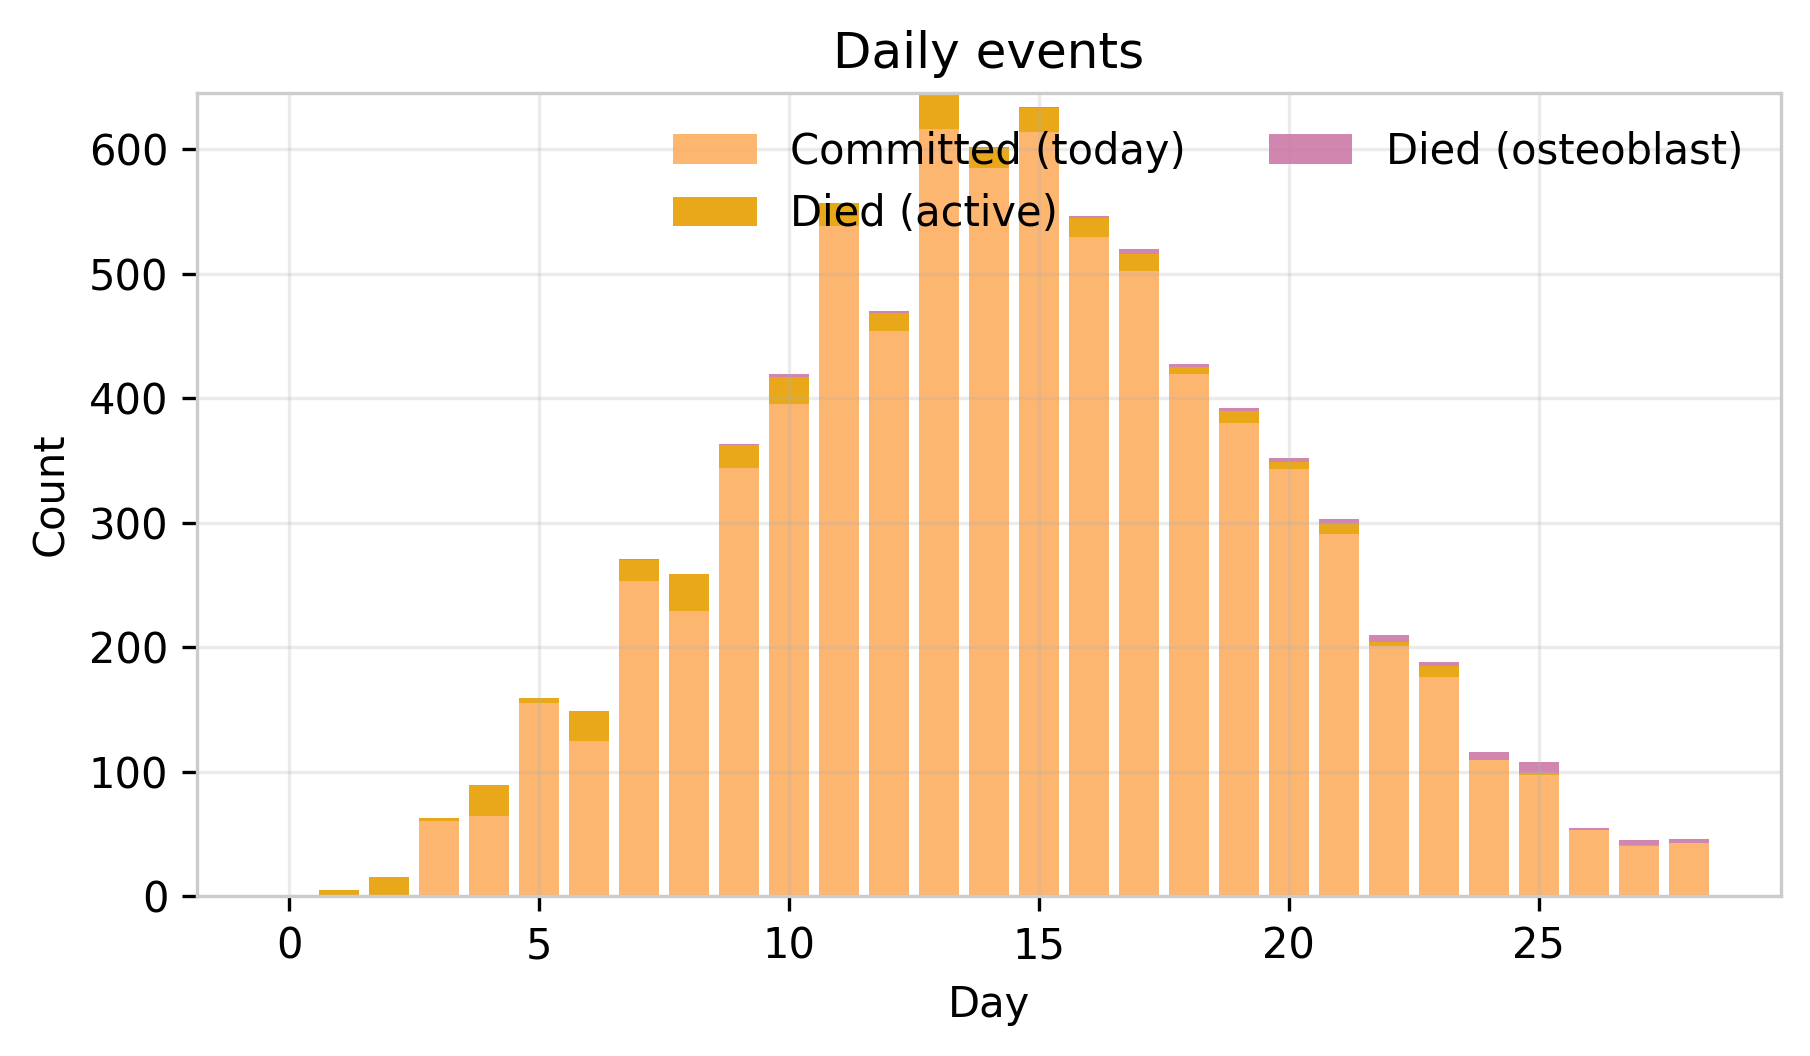 Daily events
Committed (today)
Died (active)
Died (osteoblast)
Count
600
500
400
300
200
100
0
0 5 10 15 20 25
Day